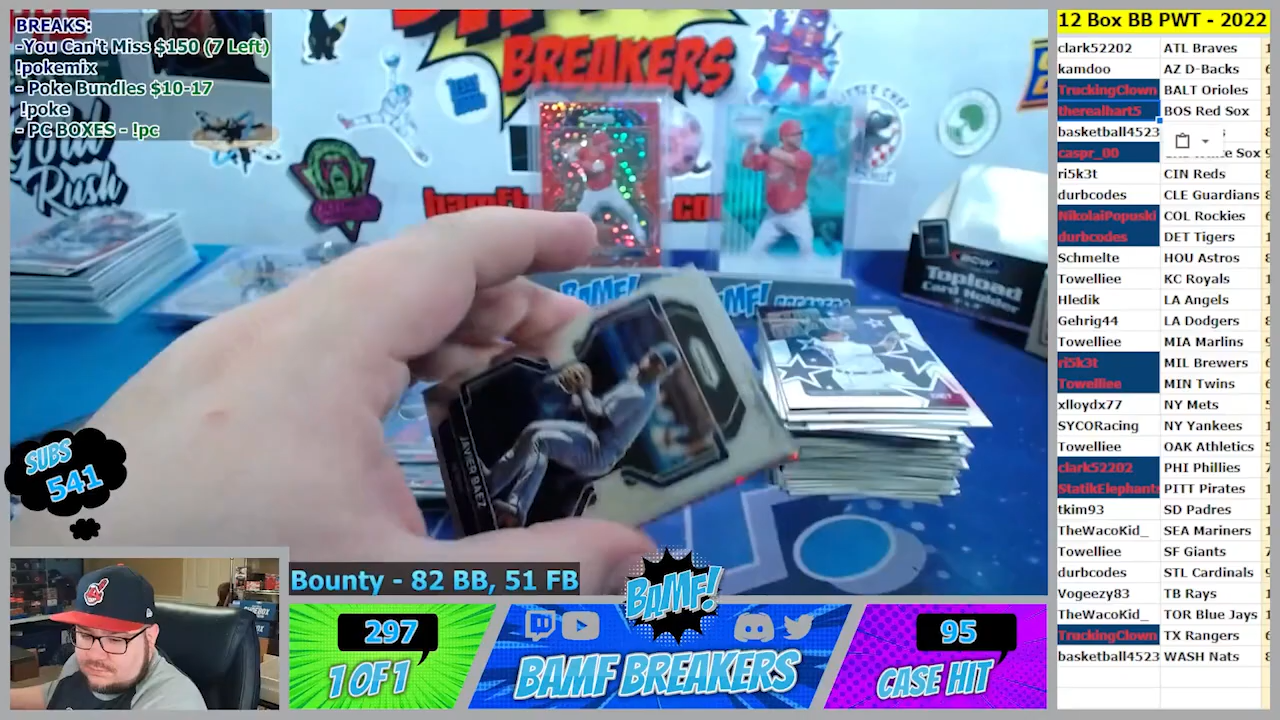 BREAKS:
-You Can't Miss $150 (7 Left)
!pokemix
- Poke Bundles $10-17
!poke
- PC BOXES - !pc
Gold
Rush
BREAKERS
BAMF!
BCW
Topload
Card Holder
JAVIER BAEZ
DET
SUBS
541
Bounty - 82 BB, 51 FB
BAMF!
297
1 OF 1
BAMF BREAKERS
95
CASE HIT
12 Box BB PWT - 2022
clark52202 ATL Braves
kamdoo AZ D-Backs
TruckingClown BALT Orioles
therealhart5 BOS Red Sox
basketball4523
caspr_00 Sox
ri5k3t CIN Reds
durbcodes CLE Guardians
NikolaiPopuski COL Rockies
durbcodes DET Tigers
Schmelte HOU Astros
Towelliee KC Royals
Hledik LA Angels
Gehrig44 LA Dodgers
Towelliee MIA Marlins
ri5k3t MIL Brewers
Towelliee MIN Twins
xlloydx77 NY Mets
SYCORacing NY Yankees
Towelliee OAK Athletics
clark52202 PHI Phillies
StatikElephant PITT Pirates
tkim93 SD Padres
TheWacoKid_ SEA Mariners
Towelliee SF Giants
durbcodes STL Cardinals
Vogeezy83 TB Rays
TheWacoKid_ TOR Blue Jays
TruckingClown TX Rangers
basketball4523 WASH Nats